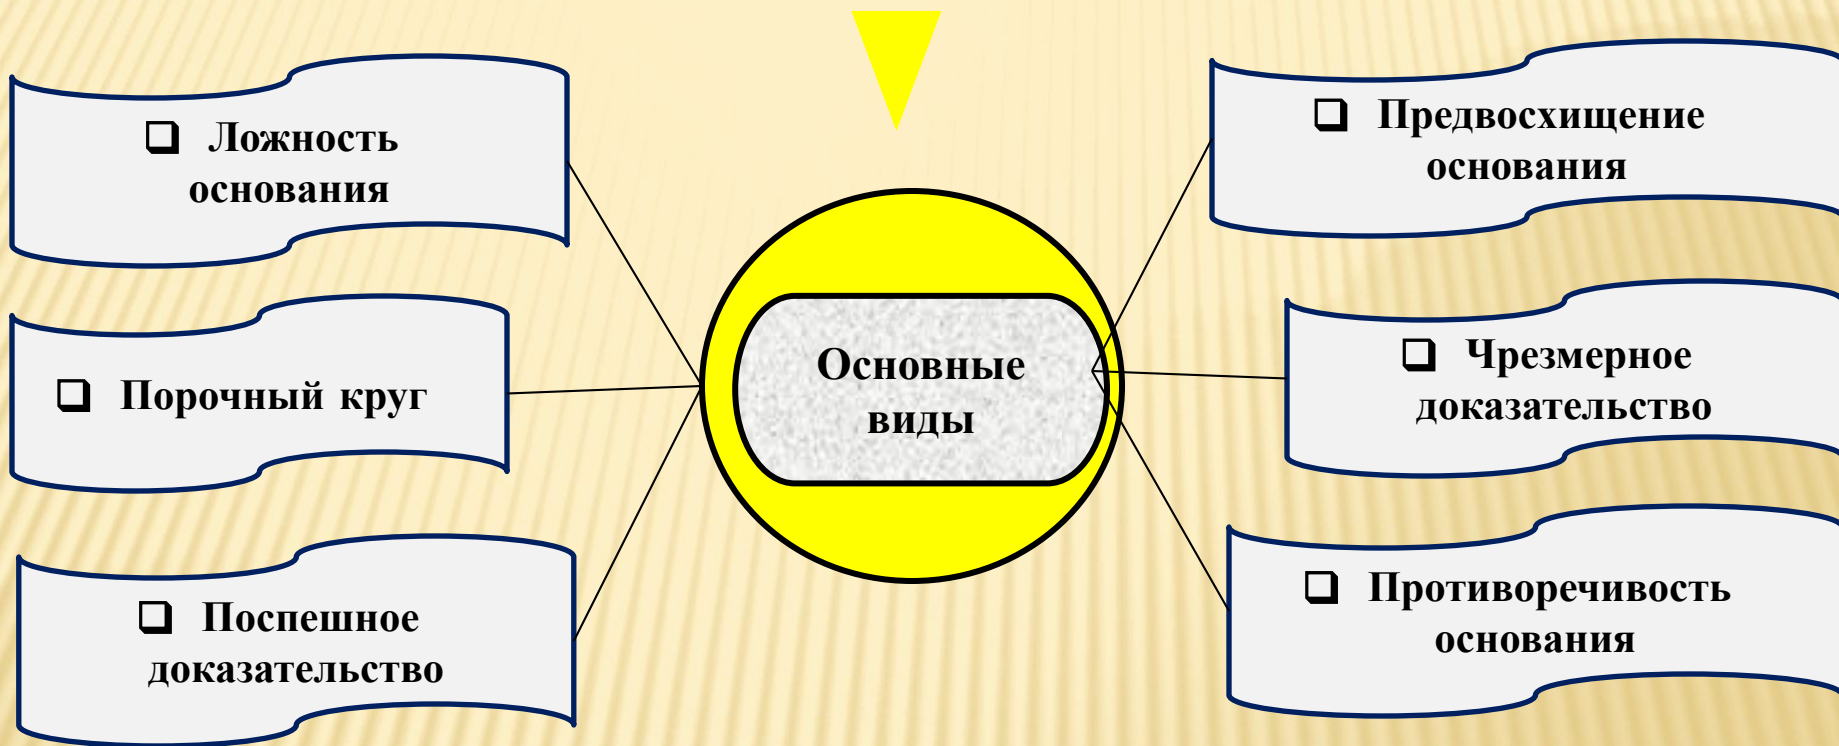 Ложность
основания
Порочный круг
Поспешное
доказательство
Основные
виды
Предвосхищение
основания
Чрезмерное
доказательство
Противоречивость
основания